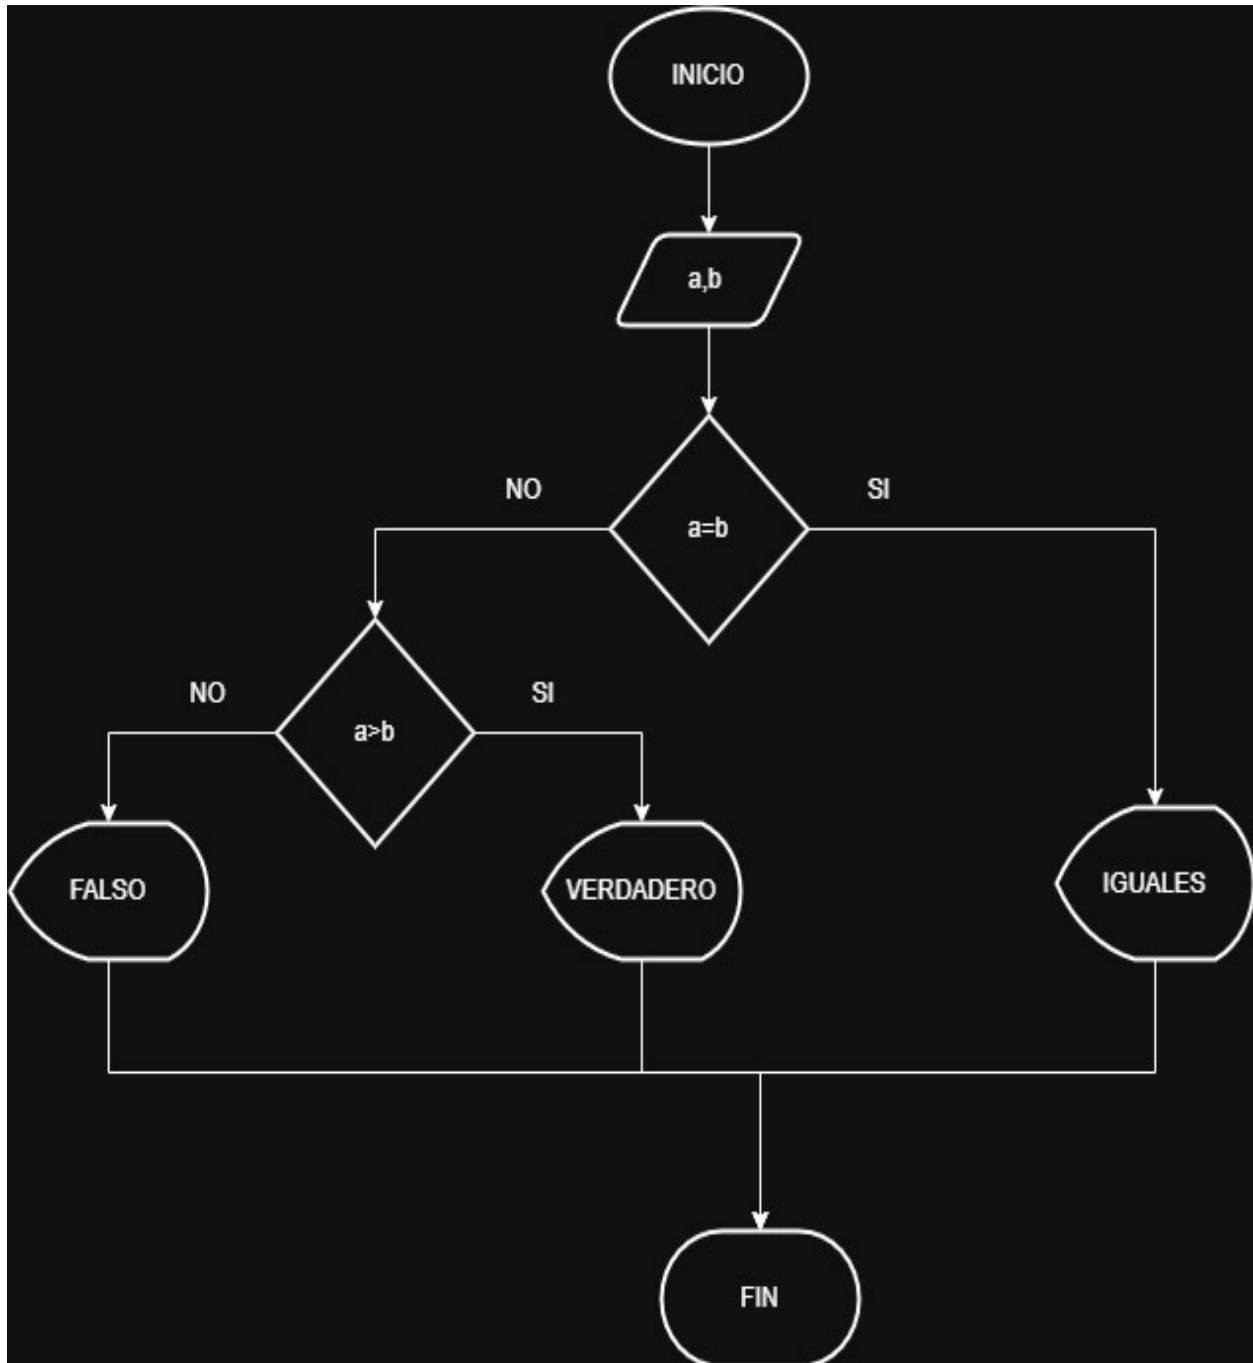 INICIO
a,b
NO
SI
a=b
NO
SI
a>b
FALSO
VERDADERO
IGUALES
FIN